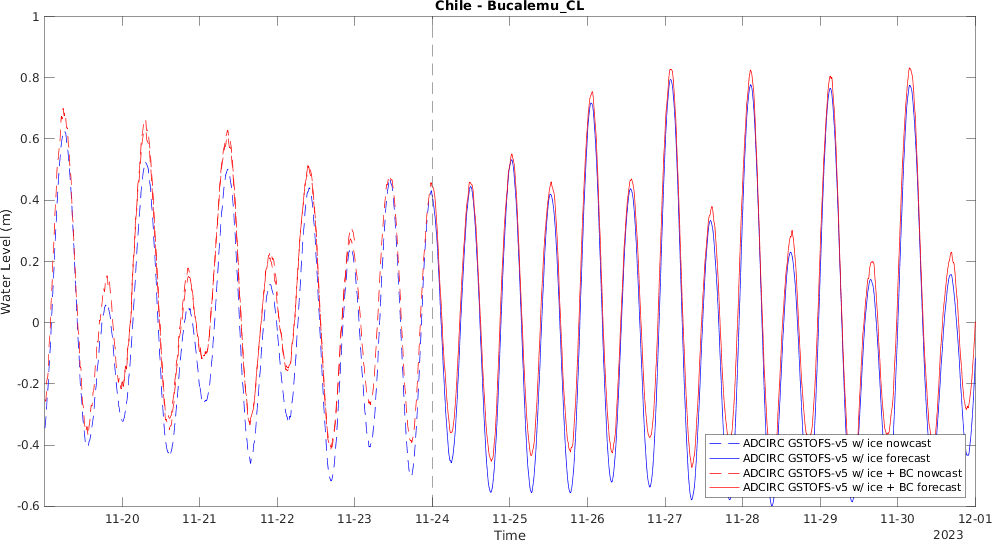 Chile - Bucalemu_CL
Water Level (m)
1
0.8
0.6
0.4
0.2
0
-0.2
-0.4
-0.6
ADCIRC GSTOFS-v5 w/ ice nowcast
ADCIRC GSTOFS-v5 w/ ice forecast
ADCIRC GSTOFS-v5 w/ ice + BC nowcast
ADCIRC GSTOFS-v5 w/ ice + BC forecast
11-20 11-21 11-22 11-23 11-24 11-25 11-26 11-27 11-28 11-29 11-30 12-01
Time
2023